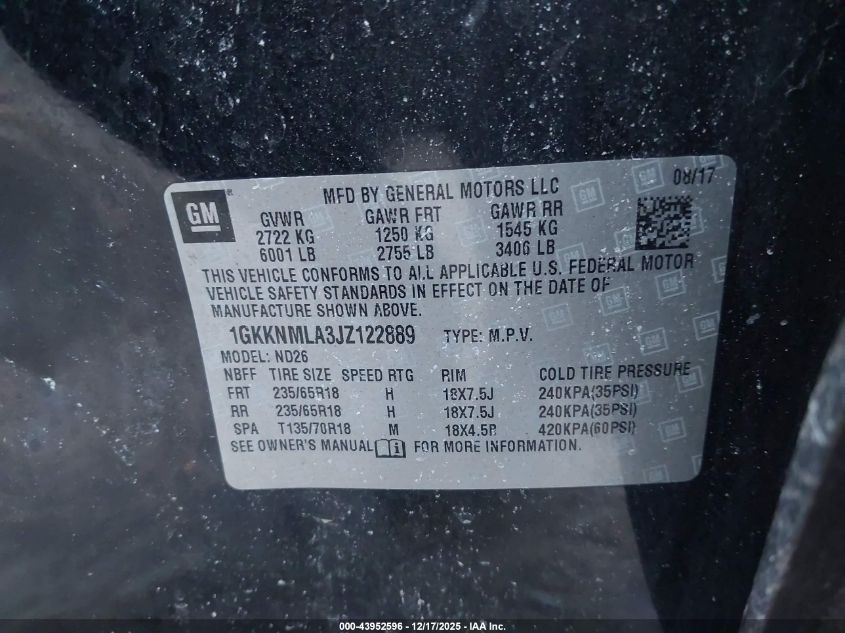 08/17
GM
MFD BY GENERAL MOTORS LLC
GVWR GAWR FRT GAWR RR
2722 KG 1250 KG 1545 KG
6001 LB 2755 LB 3406 LB
THIS VEHICLE CONFORMS TO ALL APPLICABLE U.S. FEDERAL MOTOR
VEHICLE SAFETY STANDARDS IN EFFECT ON THE DATE OF
MANUFACTURE SHOWN ABOVE.
1GKKNMLA3JZ122889 TYPE: M.P.V.
MODEL: ND26
NBFF TIRE SIZE SPEED RTG RIM COLD TIRE PRESSURE
FRT 235/65R18 H 18X7.5J 240KPA(35PSI)
RR 235/65R18 H 18X7.5J 240KPA(35PSI)
SPA T135/70R18 M 18X4.5B 420KPA(60PSI)
SEE OWNER'S MANUAL FOR MORE INFORMATION.
000-43952596 - 12/17/2025 - IAA Inc.